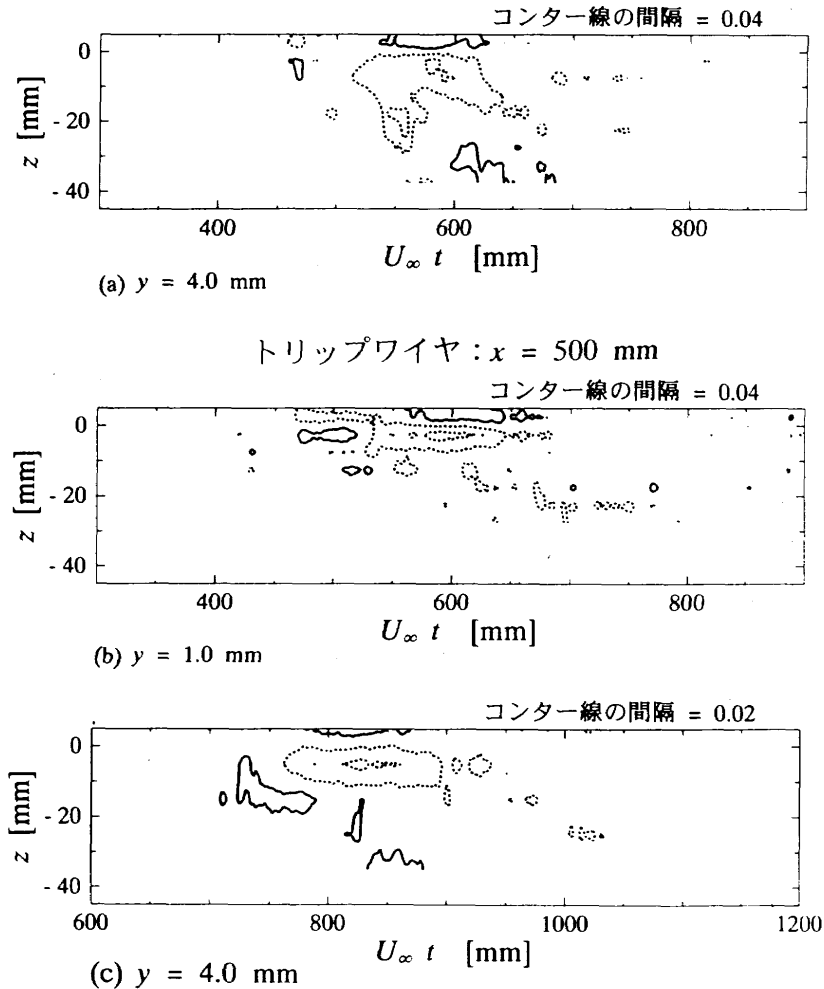 コンター線の間隔 = 0.04
0
- 20
- 40
z [mm]
400 600 800
U∞ t [mm]
(a) y = 4.0 mm
トリップワイヤ : x = 500 mm
コンター線の間隔 = 0.04
0
- 20
- 40
z [mm]
400 600 800
U∞ t [mm]
(b) y = 1.0 mm
コンター線の間隔 = 0.02
0
- 20
- 40
z [mm]
600 800 1000 1200
U∞ t [mm]
(c) y = 4.0 mm